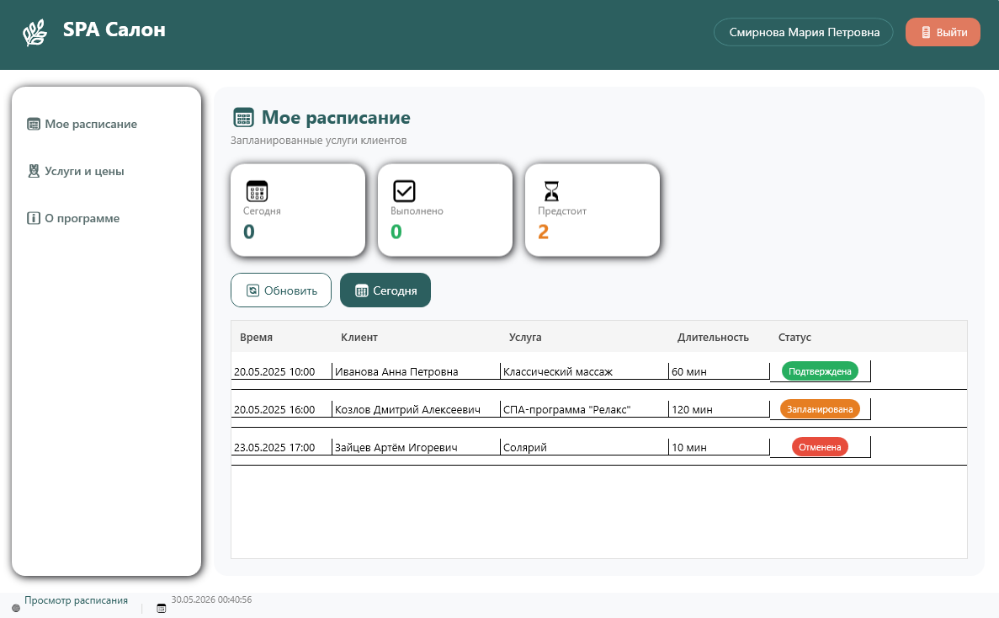 SPA Салон
Смирнова Мария Петровна
Выйти
Мое расписание
Услуги и цены
О программе
Мое расписание
Запланированные услуги клиентов
Сегодня
0
Выполнено
0
Предстоит
2
Обновить
Сегодня
Время Клиент Услуга Длительность Статус
20.05.2025 10:00 Иванова Анна Петровна Классический массаж 60 мин Подтверждена
20.05.2025 16:00 Козлов Дмитрий Алексеевич СПА-программа "Релакс" 120 мин Запланирована
23.05.2025 17:00 Зайцев Артём Игоревич Солярий 10 мин Отменена
Просмотр расписания
30.05.2026 00:40:56